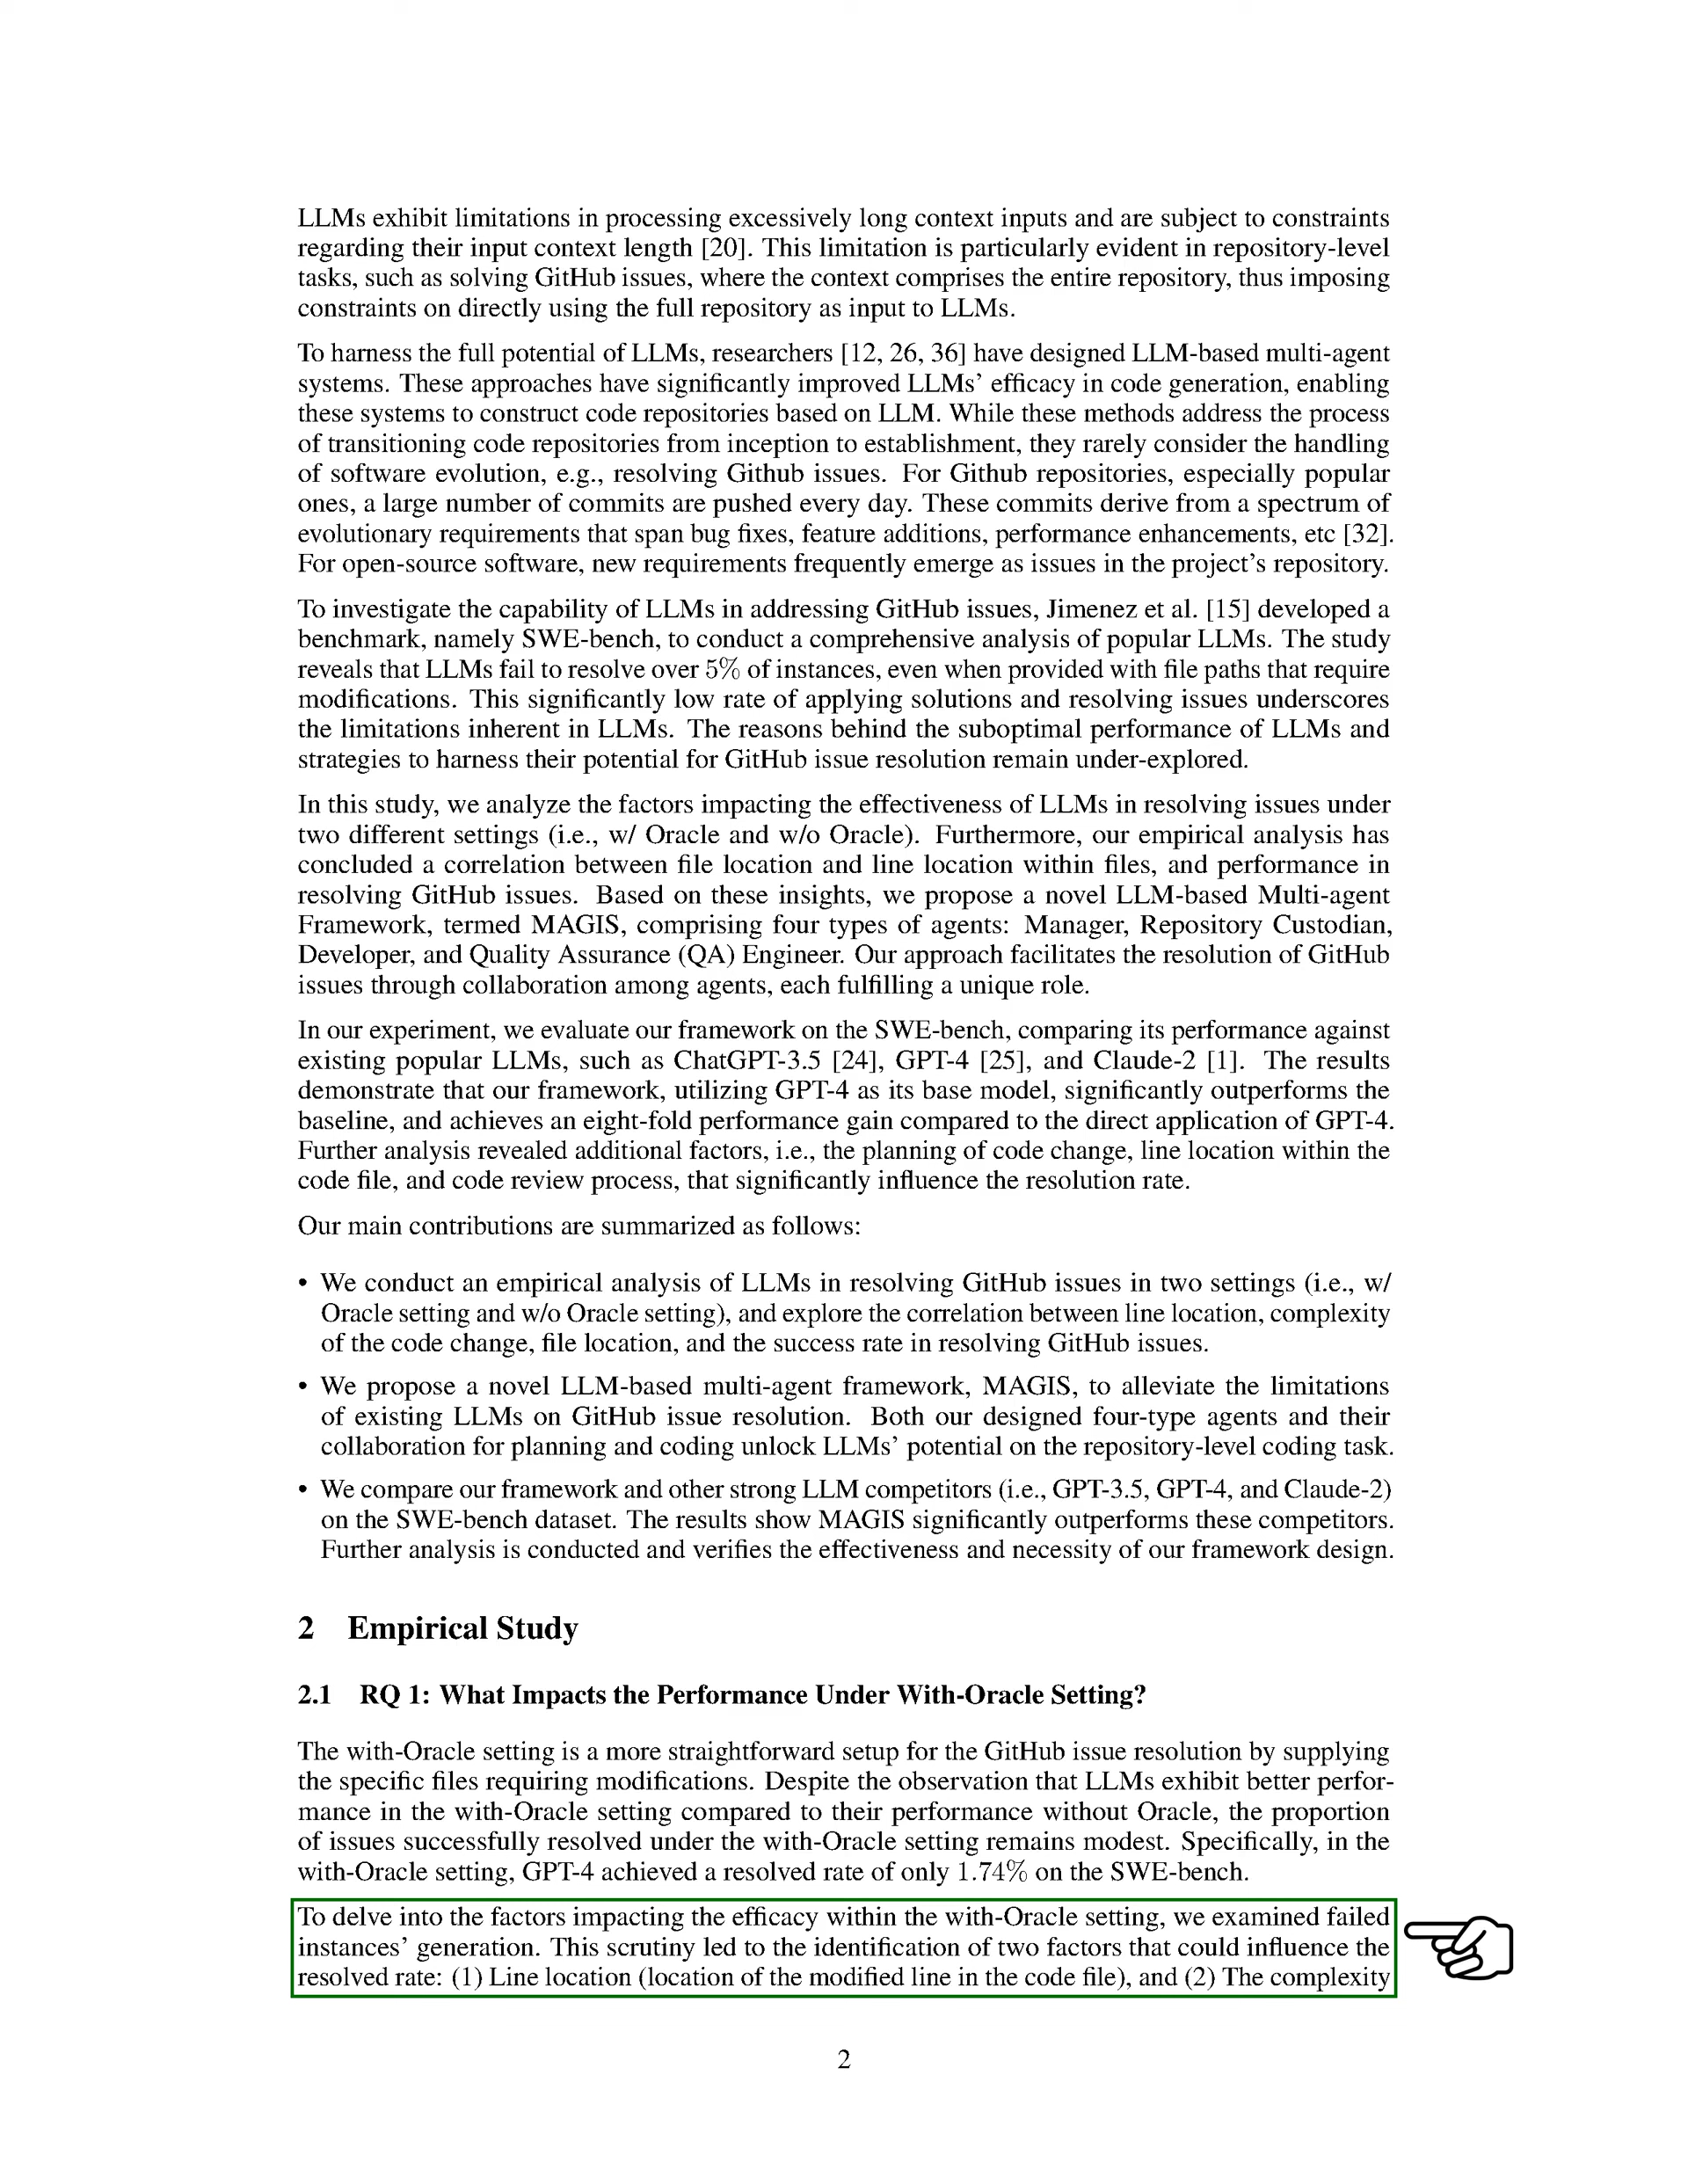 LLMs exhibit limitations in processing excessively long context inputs and are subject to constraints
regarding their input context length [20]. This limitation is particularly evident in repository-level
tasks, such as solving GitHub issues, where the context comprises the entire repository, thus imposing
constraints on directly using the full repository as input to LLMs.
To harness the full potential of LLMs, researchers [12, 26, 36] have designed LLM-based multi-agent
systems. These approaches have significantly improved LLMs’ efficacy in code generation, enabling
these systems to construct code repositories based on LLM. While these methods address the process
of transitioning code repositories from inception to establishment, they rarely consider the handling
of software evolution, e.g., resolving Github issues. For Github repositories, especially popular
ones, a large number of commits are pushed every day. These commits derive from a spectrum of
evolutionary requirements that span bug fixes, feature additions, performance enhancements, etc [32].
For open-source software, new requirements frequently emerge as issues in the project’s repository.
To investigate the capability of LLMs in addressing GitHub issues, Jimenez et al. [15] developed a
benchmark, namely SWE-bench, to conduct a comprehensive analysis of popular LLMs. The study
reveals that LLMs fail to resolve over 5% of instances, even when provided with file paths that require
modifications. This significantly low rate of applying solutions and resolving issues underscores
the limitations inherent in LLMs. The reasons behind the suboptimal performance of LLMs and
strategies to harness their potential for GitHub issue resolution remain under-explored.
In this study, we analyze the factors impacting the effectiveness of LLMs in resolving issues under
two different settings (i.e., w/ Oracle and w/o Oracle). Furthermore, our empirical analysis has
concluded a correlation between file location and line location within files, and performance in
resolving GitHub issues. Based on these insights, we propose a novel LLM-based Multi-agent
Framework, termed MAGIS, comprising four types of agents: Manager, Repository Custodian,
Developer, and Quality Assurance (QA) Engineer. Our approach facilitates the resolution of GitHub
issues through collaboration among agents, each fulfilling a unique role.
In our experiment, we evaluate our framework on the SWE-bench, comparing its performance against
existing popular LLMs, such as ChatGPT-3.5 [24], GPT-4 [25], and Claude-2 [1]. The results
demonstrate that our framework, utilizing GPT-4 as its base model, significantly outperforms the
baseline, and achieves an eight-fold performance gain compared to the direct application of GPT-4.
Further analysis revealed additional factors, i.e., the planning of code change, line location within the
code file, and code review process, that significantly influence the resolution rate.
Our main contributions are summarized as follows:
• We conduct an empirical analysis of LLMs in resolving GitHub issues in two settings (i.e., w/
Oracle setting and w/o Oracle setting), and explore the correlation between line location, complexity
of the code change, file location, and the success rate in resolving GitHub issues.
• We propose a novel LLM-based multi-agent framework, MAGIS, to alleviate the limitations
of existing LLMs on GitHub issue resolution. Both our designed four-type agents and their
collaboration for planning and coding unlock LLMs’ potential on the repository-level coding task.
• We compare our framework and other strong LLM competitors (i.e., GPT-3.5, GPT-4, and Claude-2)
on the SWE-bench dataset. The results show MAGIS significantly outperforms these competitors.
Further analysis is conducted and verifies the effectiveness and necessity of our framework design.
2 Empirical Study
2.1 RQ 1: What Impacts the Performance Under With-Oracle Setting?
The with-Oracle setting is a more straightforward setup for the GitHub issue resolution by supplying
the specific files requiring modifications. Despite the observation that LLMs exhibit better perfor-
mance in the with-Oracle setting compared to their performance without Oracle, the proportion
of issues successfully resolved under the with-Oracle setting remains modest. Specifically, in the
with-Oracle setting, GPT-4 achieved a resolved rate of only 1.74% on the SWE-bench.
To delve into the factors impacting the efficacy within the with-Oracle setting, we examined failed
instances’ generation. This scrutiny led to the identification of two factors that could influence the
resolved rate: (1) Line location (location of the modified line in the code file), and (2) The complexity
2